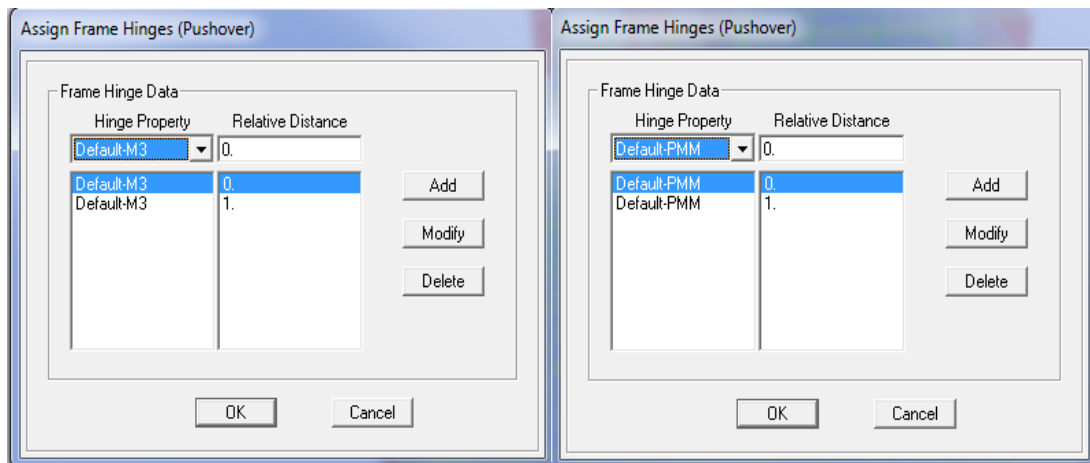 Assign Frame Hinges (Pushover)
Frame Hinge Data
Hinge Property Relative Distance
Default-M3 0.
Default-M3 0.
Default-M3 1.
Add
Modify
Delete
OK Cancel
Assign Frame Hinges (Pushover)
Frame Hinge Data
Hinge Property Relative Distance
Default-PMM 0.
Default-PMM 0.
Default-PMM 1.
Add
Modify
Delete
OK Cancel